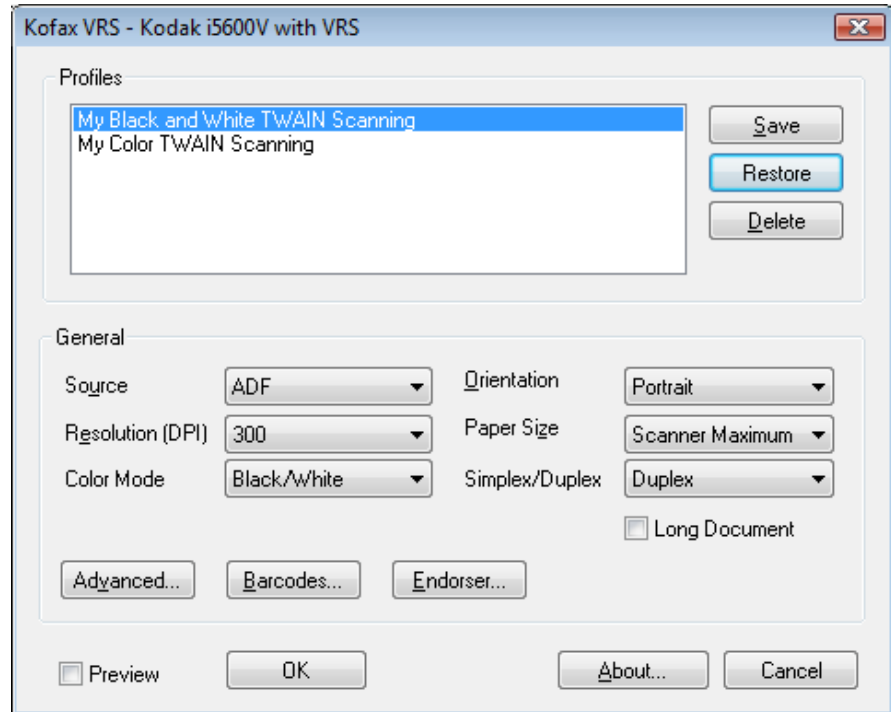 Kofax VRS - Kodak i5600V with VRS
Profiles
My Black and White TWAIN Scanning
My Color TWAIN Scanning
Save
Restore
Delete
General
Source
ADF
Orientation
Portrait
Resolution (DPI)
300
Paper Size
Scanner Maximum
Color Mode
Black/White
Simplex/Duplex
Duplex
Long Document
Advanced...
Barcodes...
Endorser...
Preview
OK
About...
Cancel